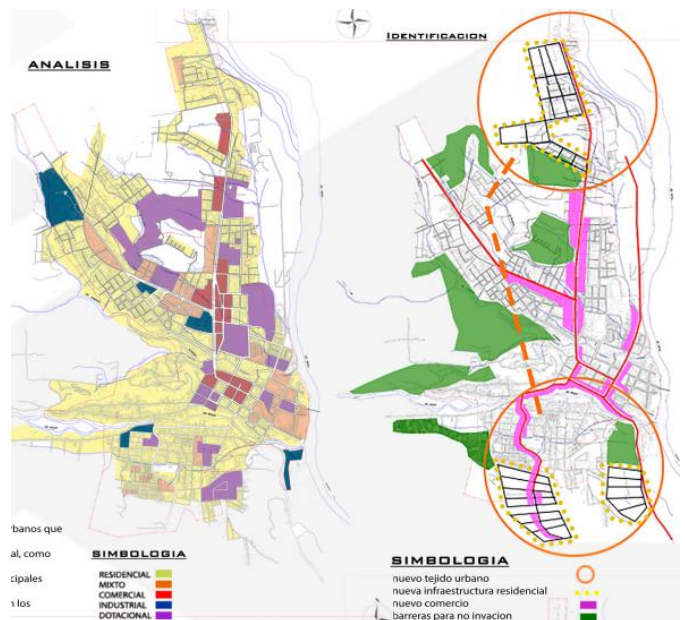 IDENTIFICACION
ANALISIS
rbanos que
al, como
cipales
n los
SIMBOLOGIA
RESIDENCIAL
MIXTO
COMERCIAL
INDUSTRIAL
DOTACIONAL
SIMBOLOGIA
nuevo tejido urbano
nueva infraestructura residencial
nuevo comercio
barreras para no invacion